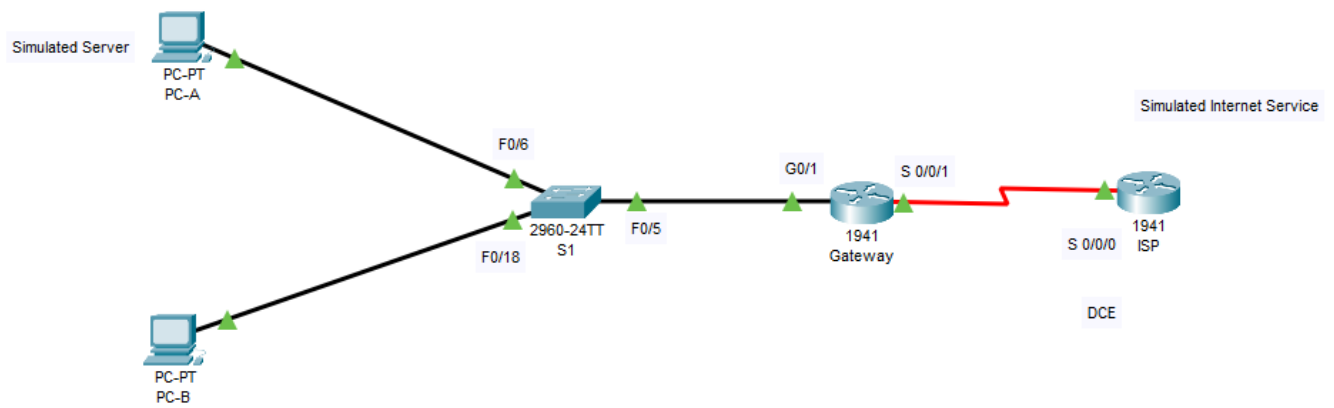 Simulated Server
PC-PT
PC-A
F0/6
F0/18
2960-24TT
S1
F0/5
G0/1
S 0/0/1
1941
Gateway
Simulated Internet Service
1941
ISP
S 0/0/0
DCE
PC-PT
PC-B